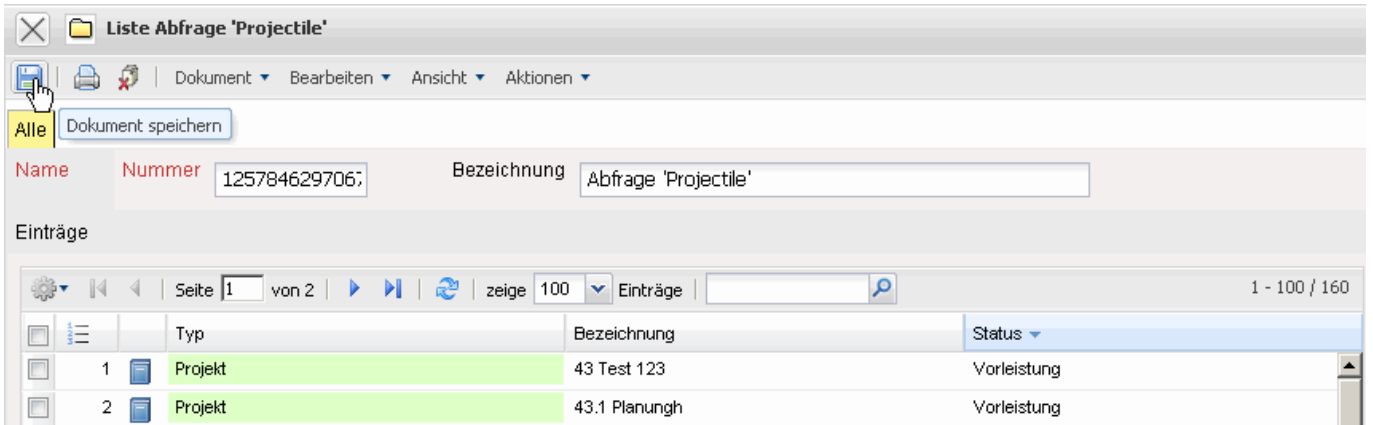 Liste Abfrage 'Projectile'
Dokument Bearbeiten Ansicht Aktionen
Alle Dokument speichern
Name Nummer 1257846297067 Bezeichnung Abfrage 'Projectile'
Einträge
Seite 1 von 2 zeige 100 Einträge 1 - 100 / 160
Typ Bezeichnung Status
1 Projekt 43 Test 123 Vorleistung
2 Projekt 43.1 Planungh Vorleistung